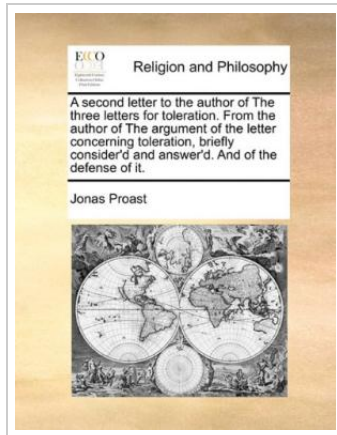 ECCO
Religion and Philosophy
A second letter to the author of The
three letters for toleration. From the
author of The argument of the letter
concerning toleration, briefly
consider'd and answer'd. And of the
defense of it.
Jonas Proast